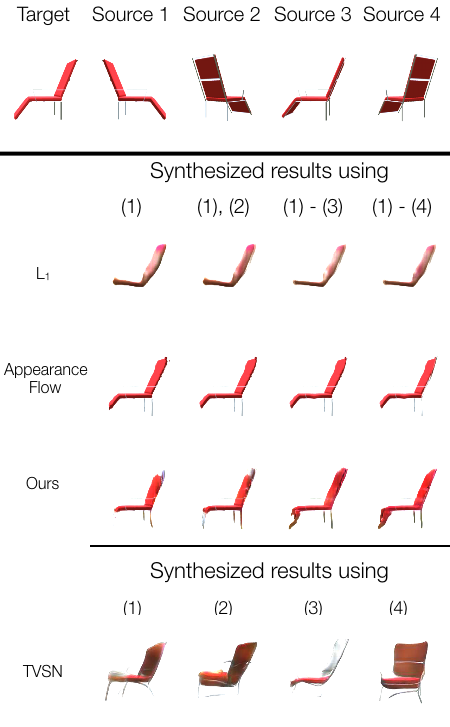 Target Source 1 Source 2 Source 3 Source 4
Synthesized results using
(1) (1), (2) (1) - (3) (1) - (4)
L₁
Appearance
Flow
Ours
Synthesized results using
(1) (2) (3) (4)
TVSN